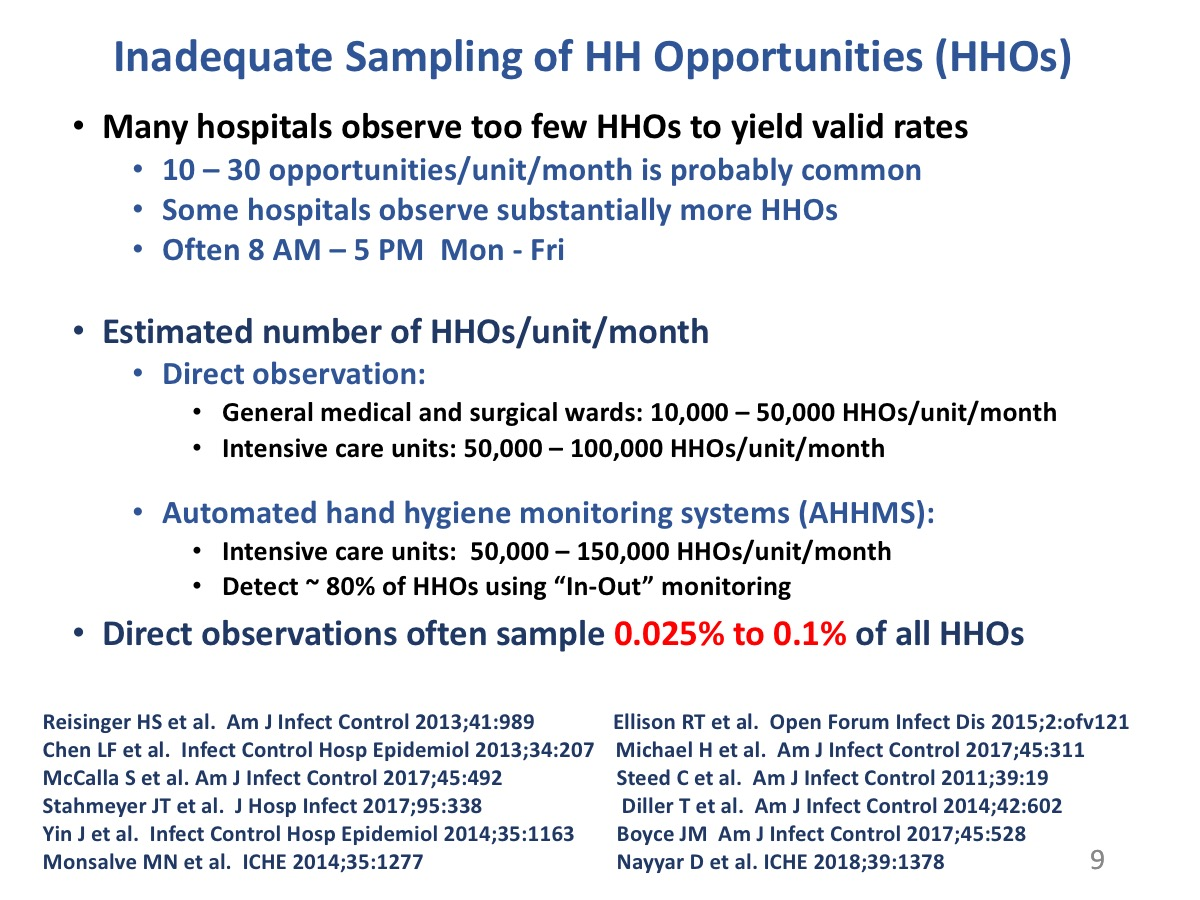 Inadequate Sampling of HH Opportunities (HHOs)
• Many hospitals observe too few HHOs to yield valid rates
• 10 – 30 opportunities/unit/month is probably common
• Some hospitals observe substantially more HHOs
• Often 8 AM – 5 PM  Mon - Fri
• Estimated number of HHOs/unit/month
• Direct observation:
• General medical and surgical wards: 10,000 – 50,000 HHOs/unit/month
• Intensive care units: 50,000 – 100,000 HHOs/unit/month
• Automated hand hygiene monitoring systems (AHHMS):
• Intensive care units:  50,000 – 150,000 HHOs/unit/month
• Detect ~ 80% of HHOs using “In-Out” monitoring
• Direct observations often sample 0.025% to 0.1% of all HHOs
Reisinger HS et al.  Am J Infect Control 2013;41:989
Chen LF et al.  Infect Control Hosp Epidemiol 2013;34:207
McCalla S et al. Am J Infect Control 2017;45:492
Stahmeyer JT et al.  J Hosp Infect 2017;95:338
Yin J et al.  Infect Control Hosp Epidemiol 2014;35:1163
Monsalve MN et al.  ICHE 2014;35:1277
Ellison RT et al.  Open Forum Infect Dis 2015;2:ofv121
Michael H et al.  Am J Infect Control 2017;45:311
Steed C et al.  Am J Infect Control 2011;39:19
Diller T et al.  Am J Infect Control 2014;42:602
Boyce JM  Am J Infect Control 2017;45:528
Nayyar D et al. ICHE 2018;39:1378
9